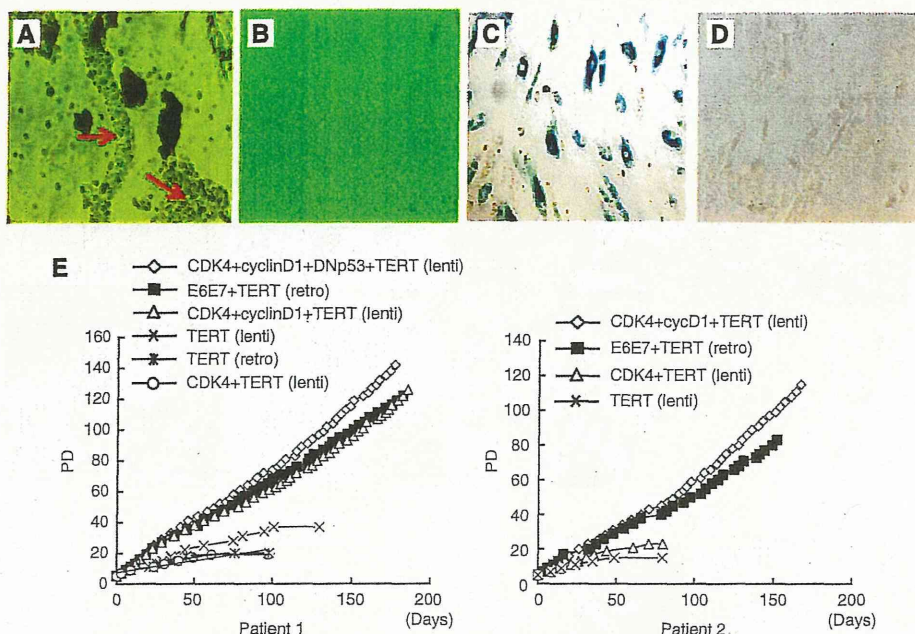 A
B
C
D
E
CDK4+cyclinD1+DNp53+TERT (lenti)
E6E7+TERT (retro)
CDK4+cyclinD1+TERT (lenti)
TERT (lenti)
TERT (retro)
CDK4+TERT (lenti)
160
140
120
100
80
60
40
20
0
PD
0
50
100
150
200
(Days)
Patient 1
CDK4+cycD1+TERT (lenti)
E6E7+TERT (retro)
CDK4+TERT (lenti)
TERT (lenti)
140
120
100
80
60
40
20
0
PD
0
50
100
150
200
(Days)
Patient 2